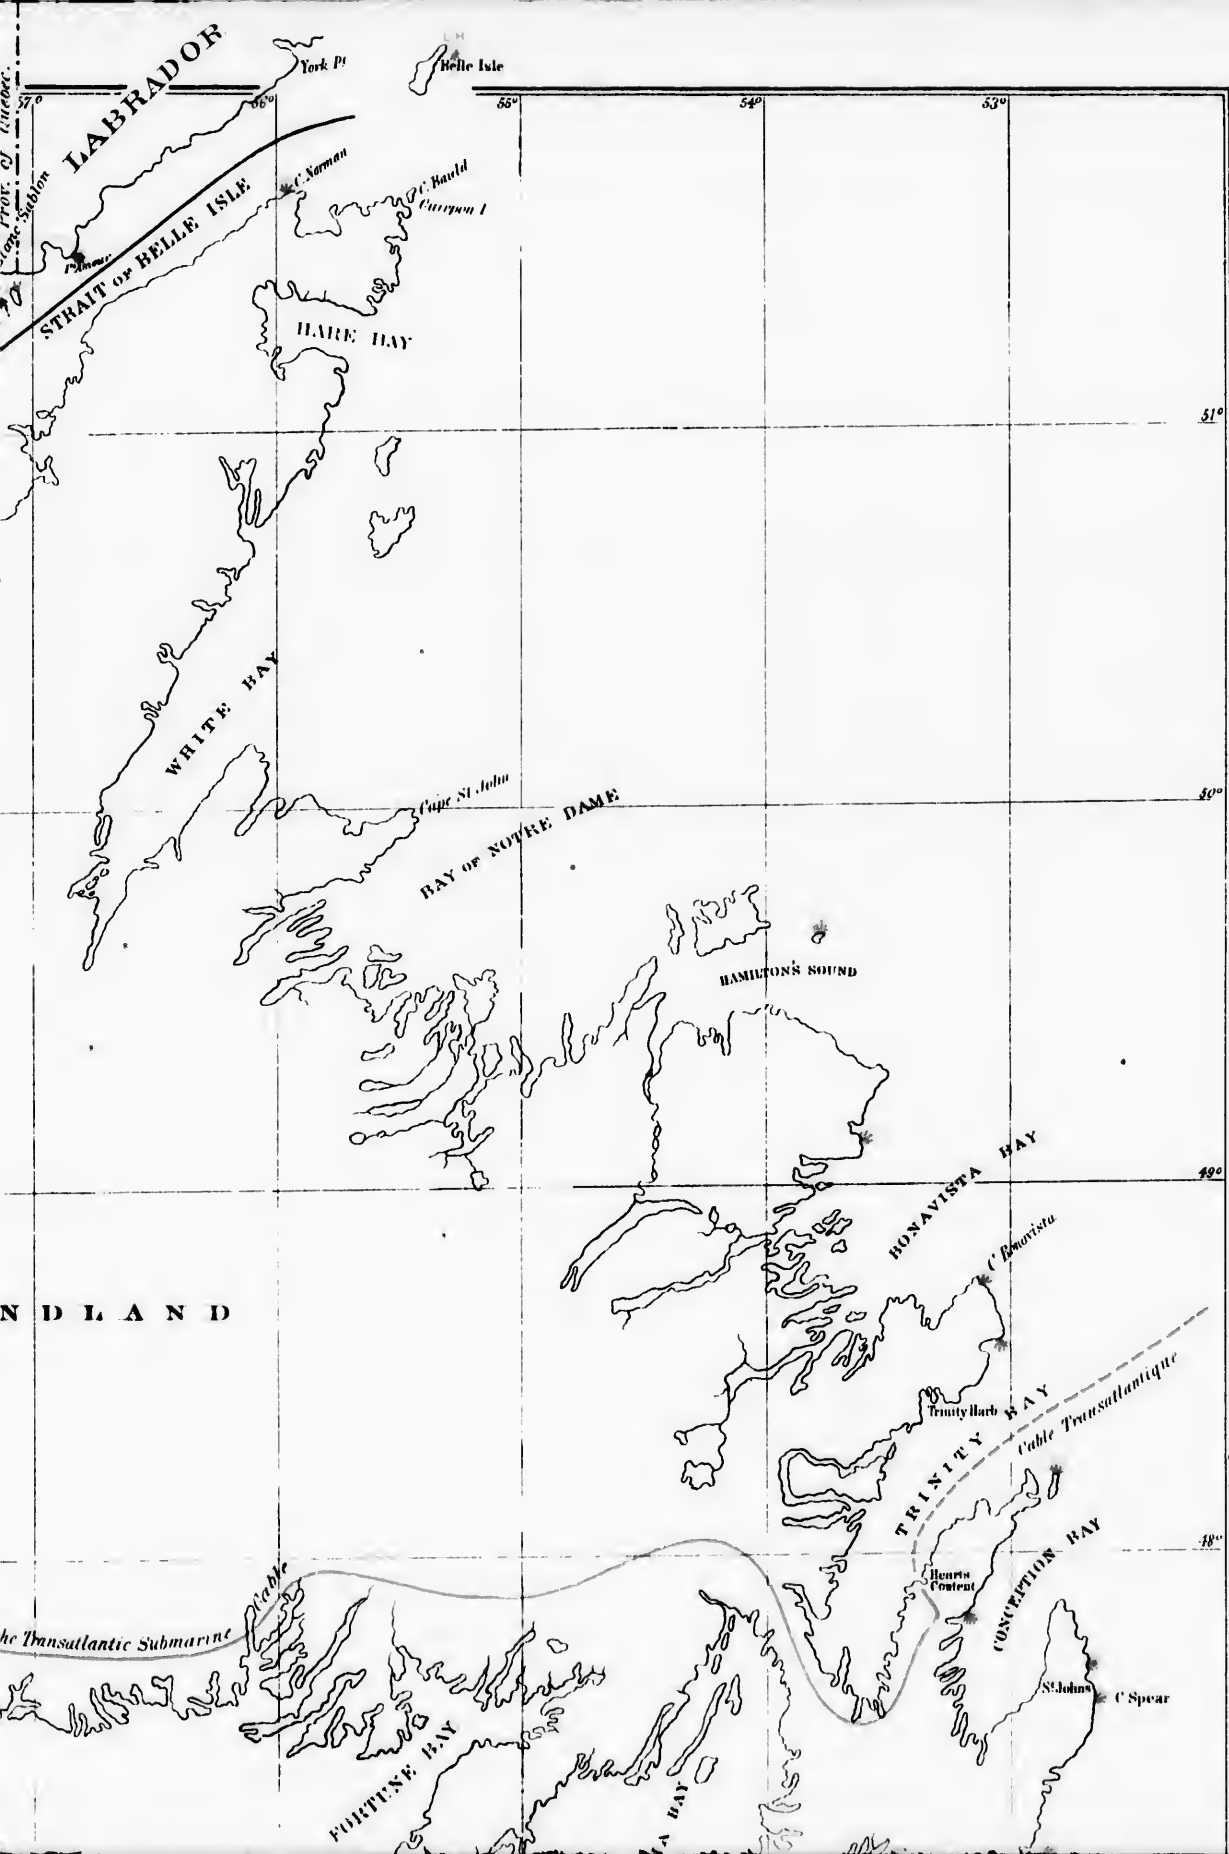 LABRADOR
York Pt
L H
Belle Isle
Prov. of Quebec.
Sablon
57°
56°
55°
54°
53°
C. Norman
C. Bauld
STRAIT OF BELLE ISLE
HARE BAY
51°
WHITE BAY
Cape St John
50°
BAY OF NOTRE DAME
HAMILTON'S SOUND
49°
BONAVISTA BAY
C Bonavista
NDLAND
Trinity Harb
TRINITY BAY
Cable Transatlantique
48°
Hearts
Content
CONCEPTION BAY
he Transatlantic Submarine Cable
St Johns
C Spear
FORTUNE BAY
A BAY